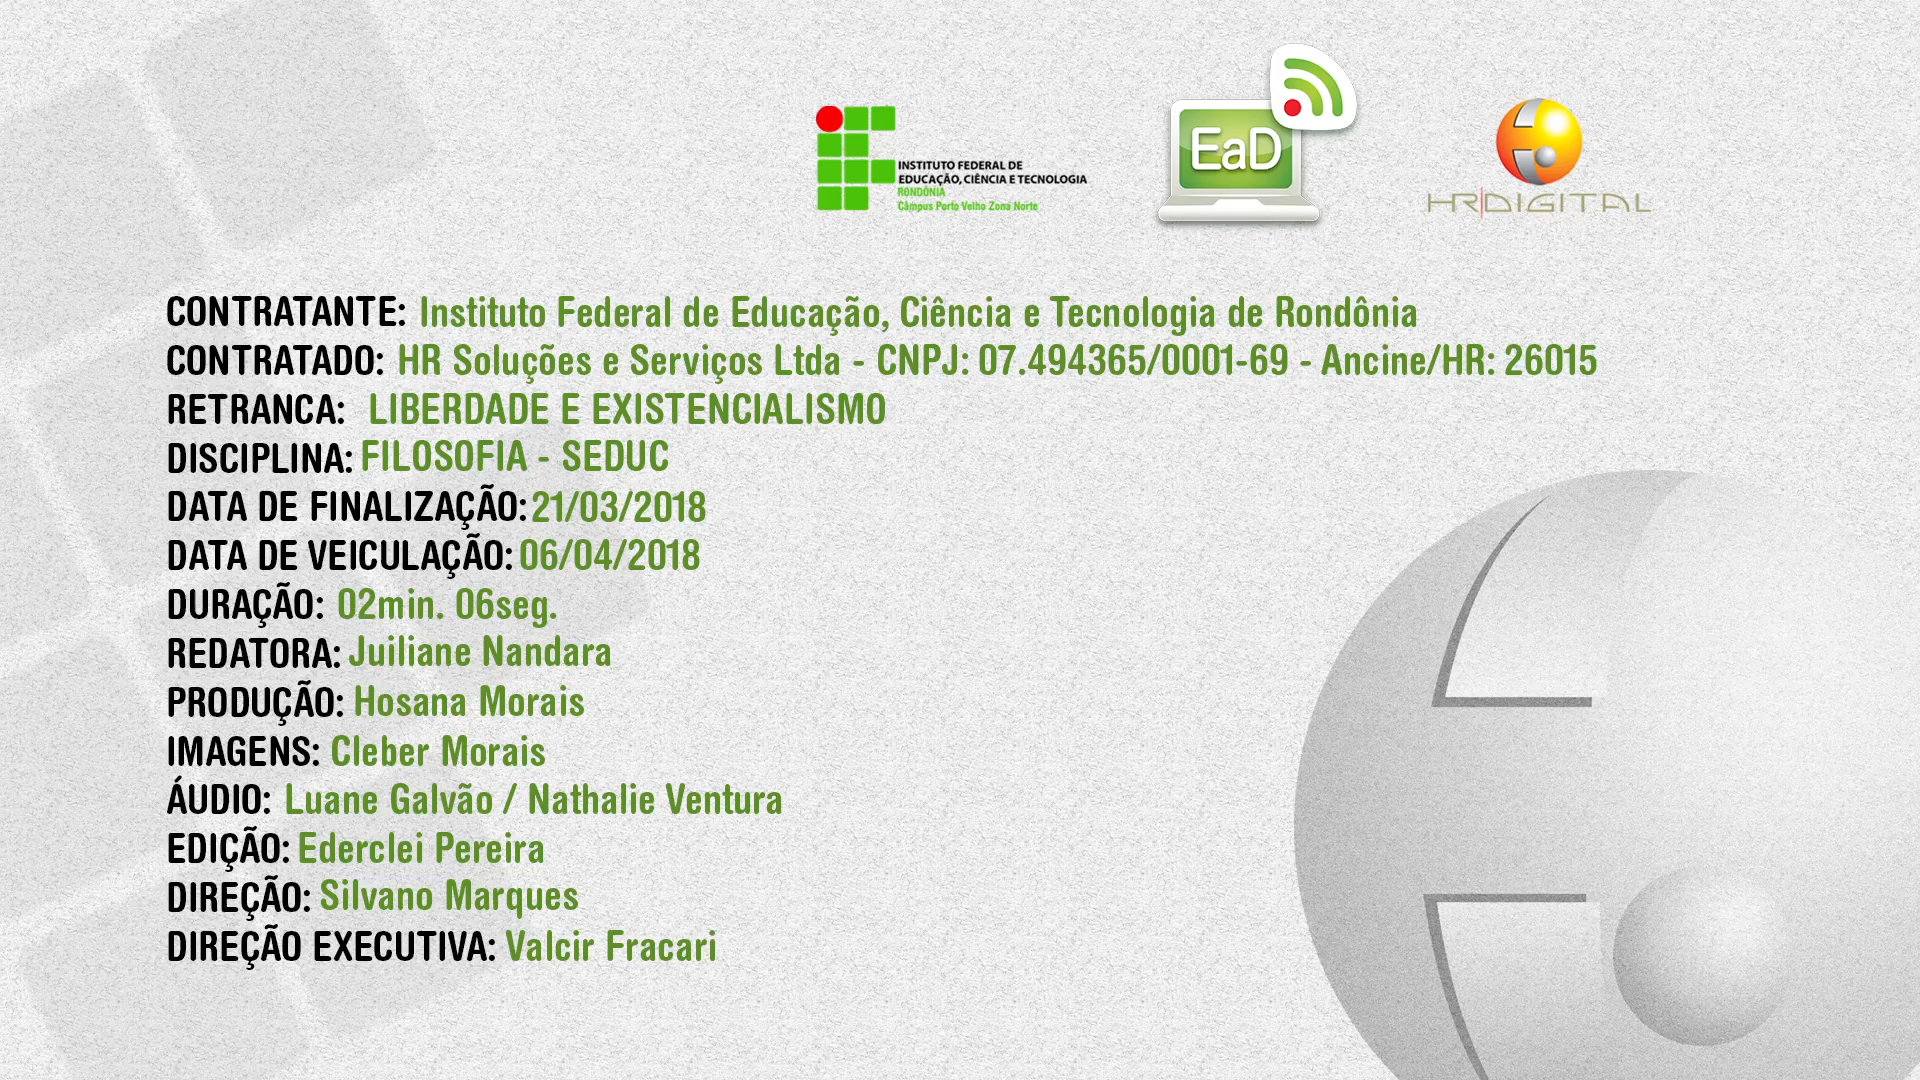 INSTITUTO FEDERAL DE
EDUCAÇÃO, CIÊNCIA E TECNOLOGIA
RONDÔNIA
Câmpus Porto Velho Zona Norte
EaD
HR DIGITAL
CONTRATANTE: Instituto Federal de Educação, Ciência e Tecnologia de Rondônia
CONTRATADO: HR Soluções e Serviços Ltda - CNPJ: 07.494365/0001-69 - Ancine/HR: 26015
RETRANCA: LIBERDADE E EXISTENCIALISMO
DISCIPLINA: FILOSOFIA - SEDUC
DATA DE FINALIZAÇÃO: 21/03/2018
DATA DE VEICULAÇÃO: 06/04/2018
DURAÇÃO: 02min. 06seg.
REDATORA: Juiliane Nandara
PRODUÇÃO: Hosana Morais
IMAGENS: Cleber Morais
ÁUDIO: Luane Galvão / Nathalie Ventura
EDIÇÃO: Ederclei Pereira
DIREÇÃO: Silvano Marques
DIREÇÃO EXECUTIVA: Valcir Fracari